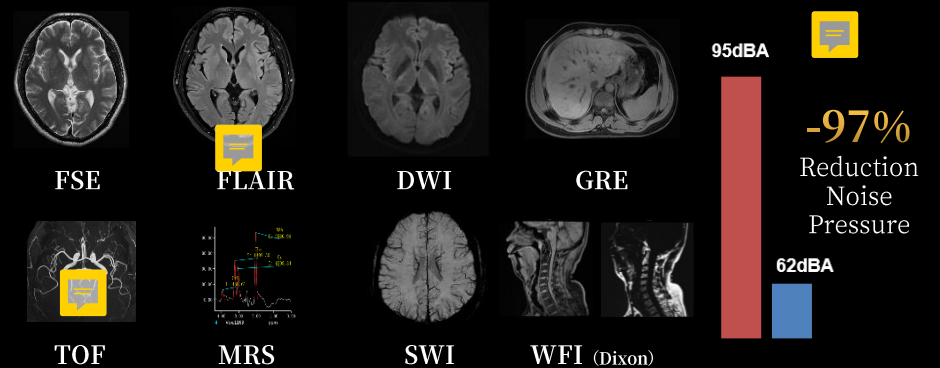 95dBA
-97%
Reduction
Noise
Pressure
62dBA
FSE
FLAIR
DWI
GRE
TOF
MRS
SWI
WFI（Dixon）